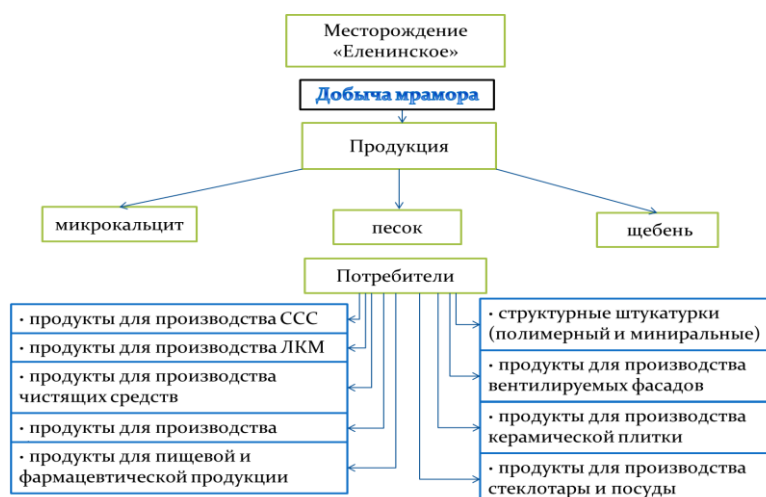 Месторождение
«Еленинское»
Добыча мрамора
Продукция
микрокальцит
песок
щебень
Потребители
· продукты для производства ССС
· продукты для производства ЛКМ
· продукты для производства
чистящих средств
· продукты для производства
· продукты для пищевой и
фармацевтической продукции
· структурные штукатурки
(полимерный и миниральные)
· продукты для производства
вентилируемых фасадов
· продукты для производства
керамической плитки
· продукты для производства
стеклотары и посуды